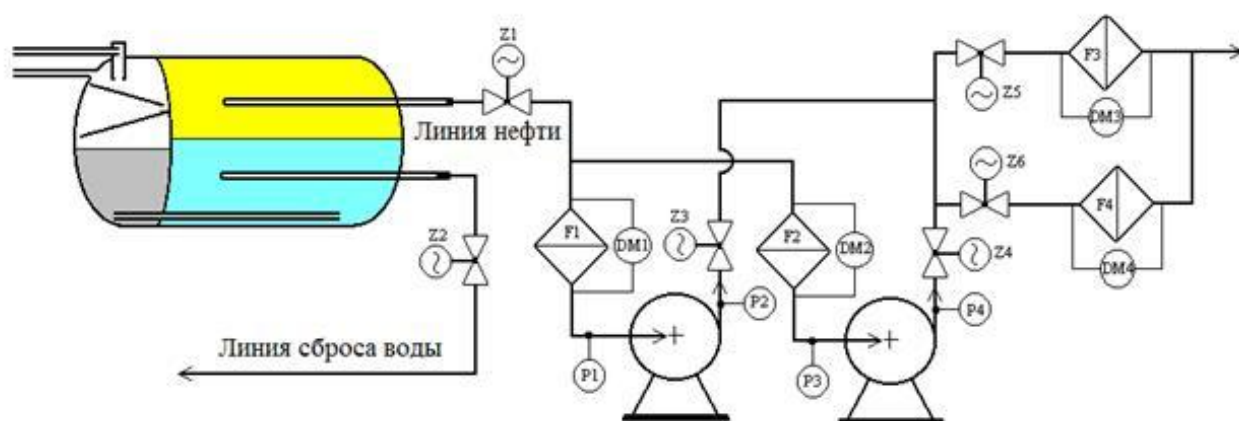 Z1
Линия нефти
Z2
Линия сброса воды
F1
DM1
P1
Z3
P2
F2
DM2
P3
Z4
P4
Z5
F3
DM3
Z6
F4
DM4